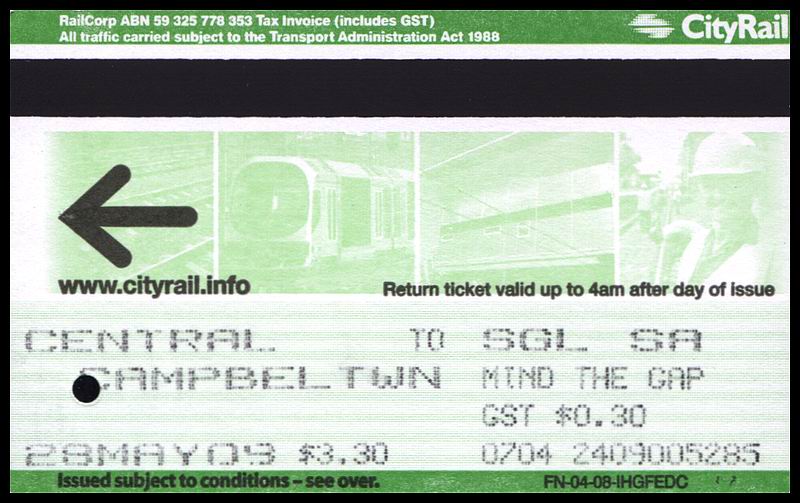 RailCorp ABN 59 325 778 353 Tax Invoice (includes GST)
All traffic carried subject to the Transport Administration Act 1988
CityRail
www.cityrail.info
Return ticket valid up to 4am after day of issue
CENTRAL TO SGL SA
CAMPBELTWN MIND THE GAP
GST $0.30
28MAY09 $3.30 0704 2409005285
Issued subject to conditions – see over.
FN-04-08-IHGFEDC